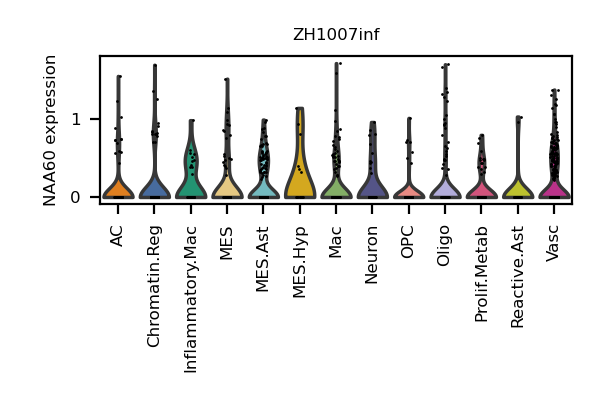 ZH1007inf
NAA60 expression
1
0
AC
Chromatin.Reg
Inflammatory.Mac
MES
MES.Ast
MES.Hyp
Mac
Neuron
OPC
Oligo
Prolif.Metab
Reactive.Ast
Vasc